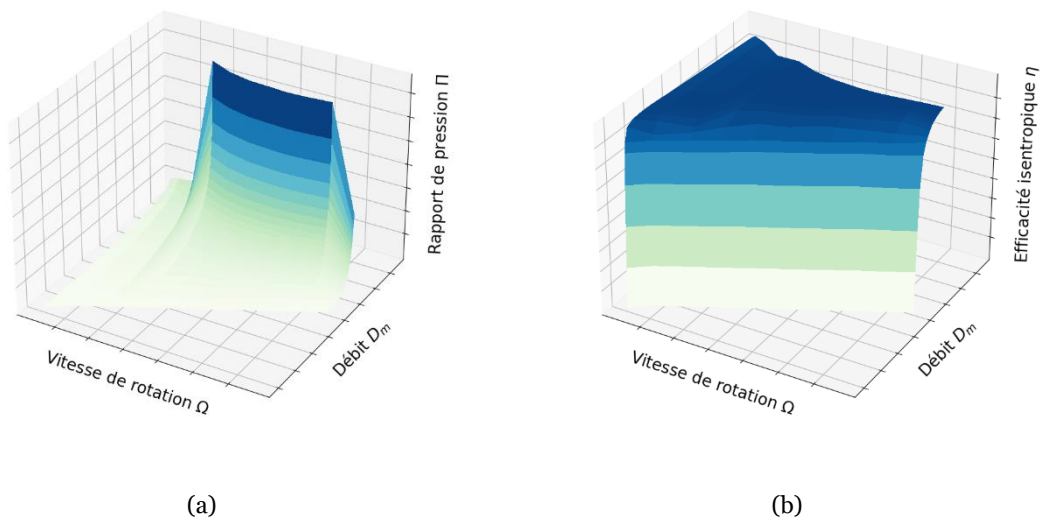 Rapport de pression Π
Débit $D_m$
Vitesse de rotation Ω
(a)
Efficacité isentropique η
Débit $D_m$
Vitesse de rotation Ω
(b)